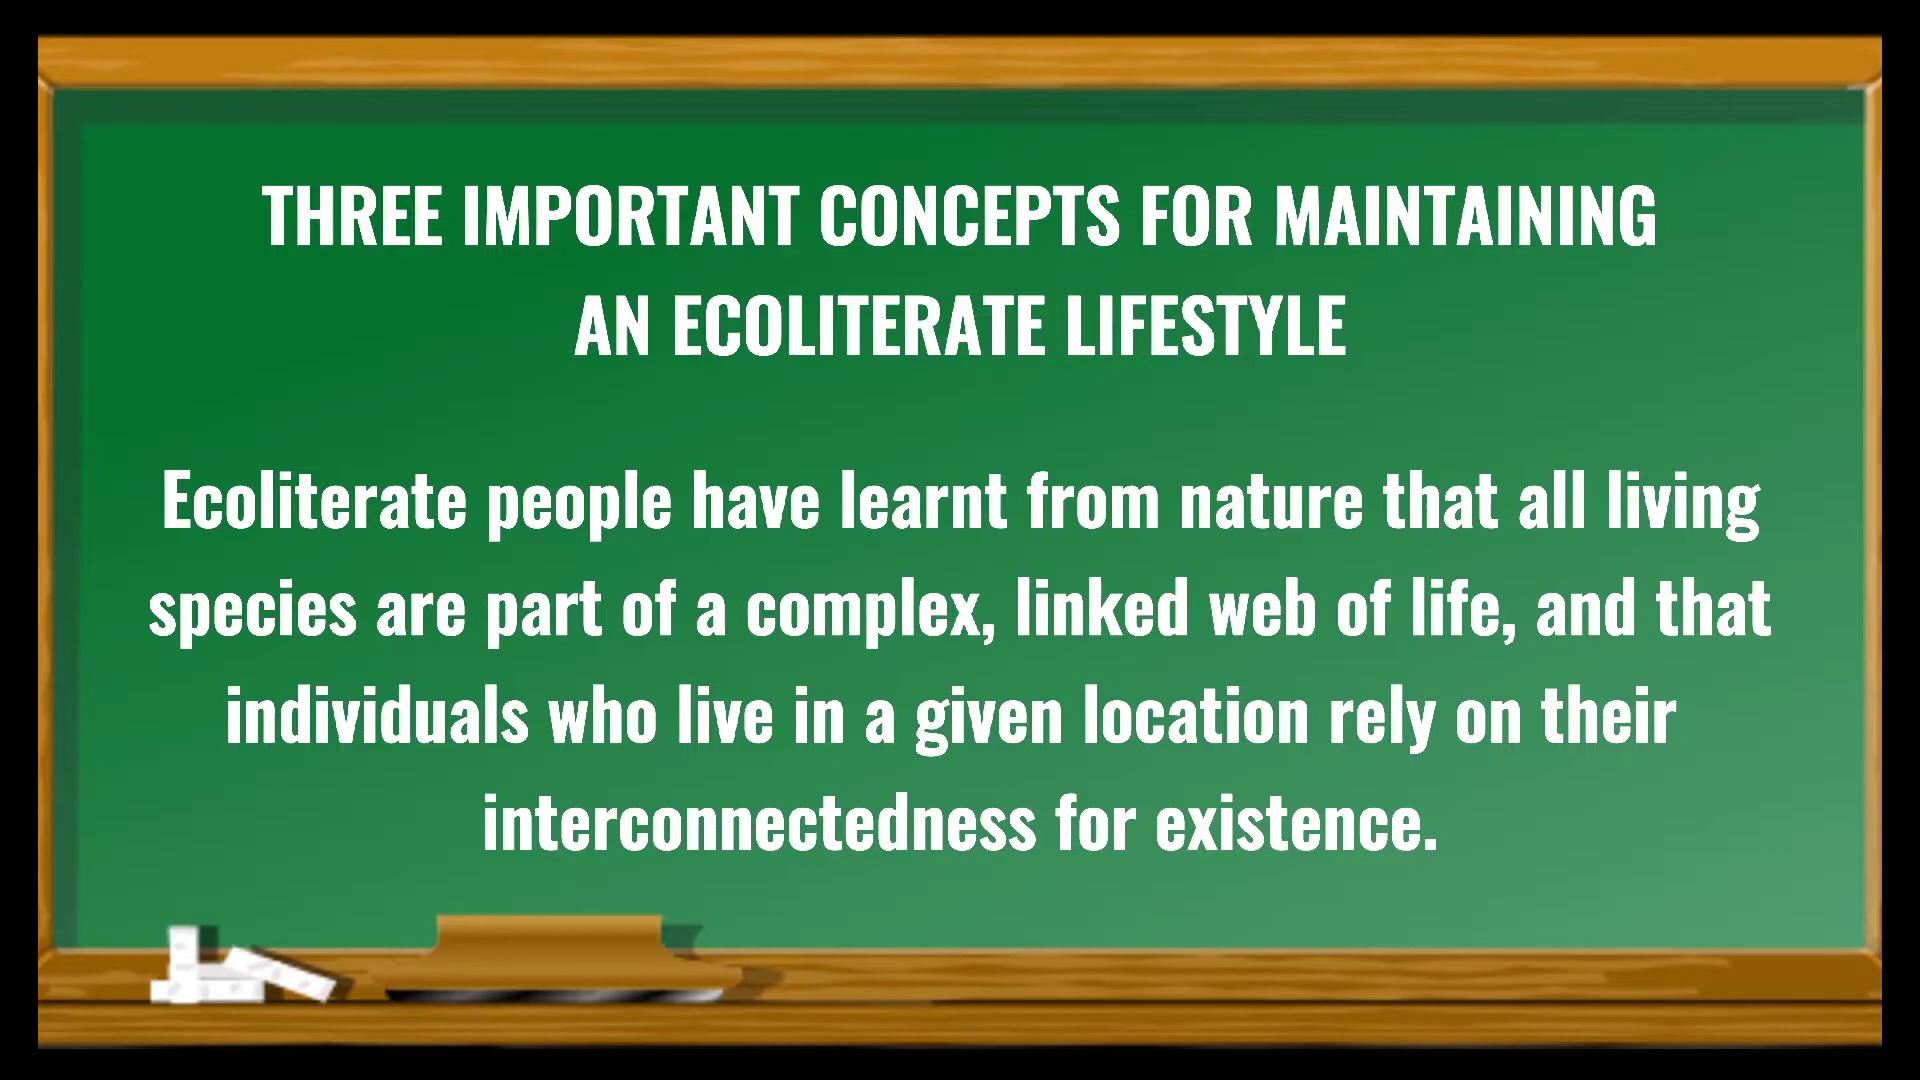 THREE IMPORTANT CONCEPTS FOR MAINTAINING
AN ECOLITERATE LIFESTYLE
Ecoliterate people have learnt from nature that all living
species are part of a complex, linked web of life, and that
individuals who live in a given location rely on their
interconnectedness for existence.